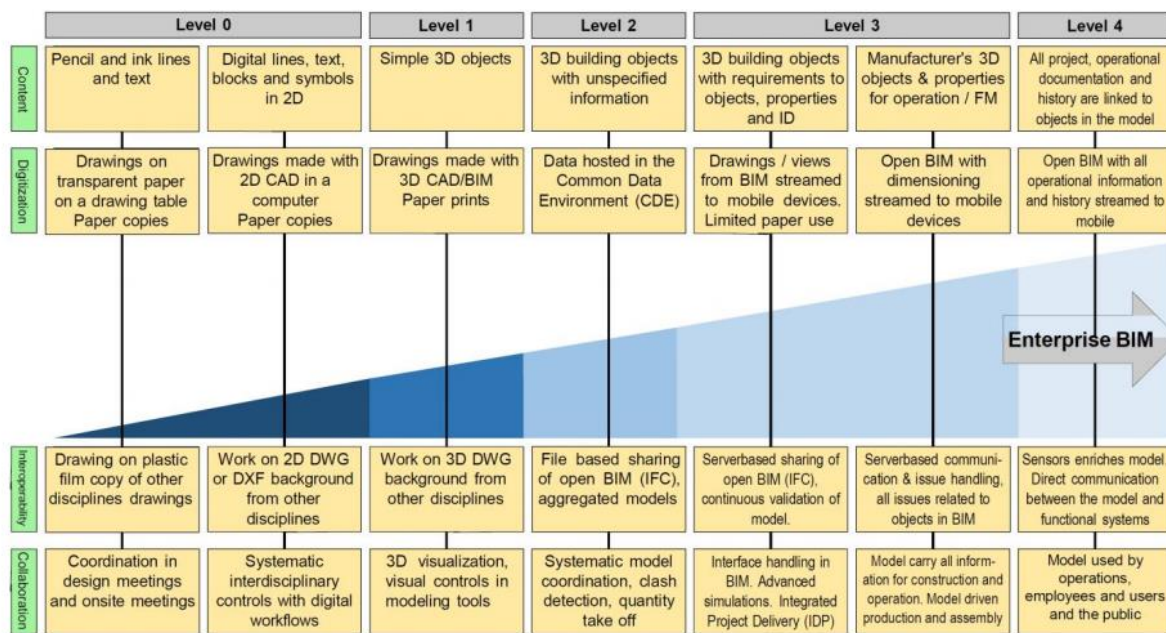 Level 0
Level 1
Level 2
Level 3
Level 4
Content
Pencil and ink lines
and text
Digital lines, text,
blocks and symbols
in 2D
Simple 3D objects
3D building objects
with unspecified
information
3D building objects
with requirements to
objects, properties
and ID
Manufacturer's 3D
objects & properties
for operation / FM
All project, operational
documentation and
history are linked to
objects in the model
Digitization
Drawings on
transparent paper
on a drawing table
Paper copies
Drawings made with
2D CAD in a
computer
Paper copies
Drawings made with
3D CAD/BIM
Paper prints
Data hosted in the
Common Data
Environment (CDE)
Drawings / views
from BIM streamed
to mobile devices.
Limited paper use
Open BIM with
dimensioning
streamed to mobile
devices
Open BIM with all
operational information
and history streamed to
mobile
Enterprise BIM
Interoperability
Drawing on plastic
film copy of other
disciplines drawings
Work on 2D DWG
or DXF background
from other
disciplines
Work on 3D DWG
background from
other disciplines
File based sharing
of open BIM (IFC),
aggregated models
Serverbased sharing of
open BIM (IFC),
continuous validation of
model.
Serverbased communi-
cation & issue handling,
all issues related to
objects in BIM
Sensors enriches model.
Direct communication
between the model and
functional systems
Collaboration
Coordination in
design meetings
and onsite meetings
Systematic
interdisciplinary
controls with digital
workflows
3D visualization,
visual controls in
modeling tools
Systematic model
coordination, clash
detection, quantity
take off
Interface handling in
BIM. Advanced
simulations. Integrated
Project Delivery (IDP)
Model carry all inform-
ation for construction and
operation. Model driven
production and assembly
Model used by
operations,
employees and users
and the public